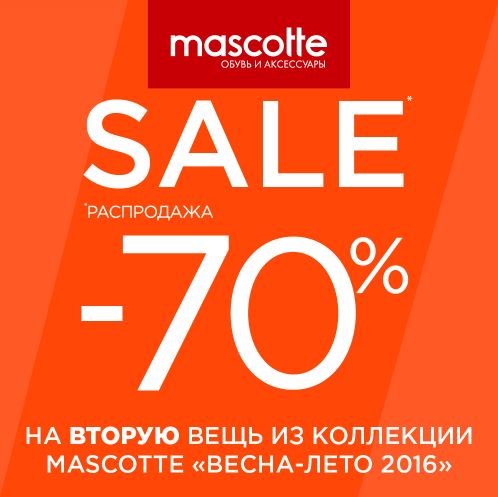 mascotte
ОБУВЬ И АКСЕССУАРЫ
SALE*
*РАСПРОДАЖА
-70%
НА ВТОРУЮ ВЕЩЬ ИЗ КОЛЛЕКЦИИ
MASCOTTE «ВЕСНА-ЛЕТО 2016»